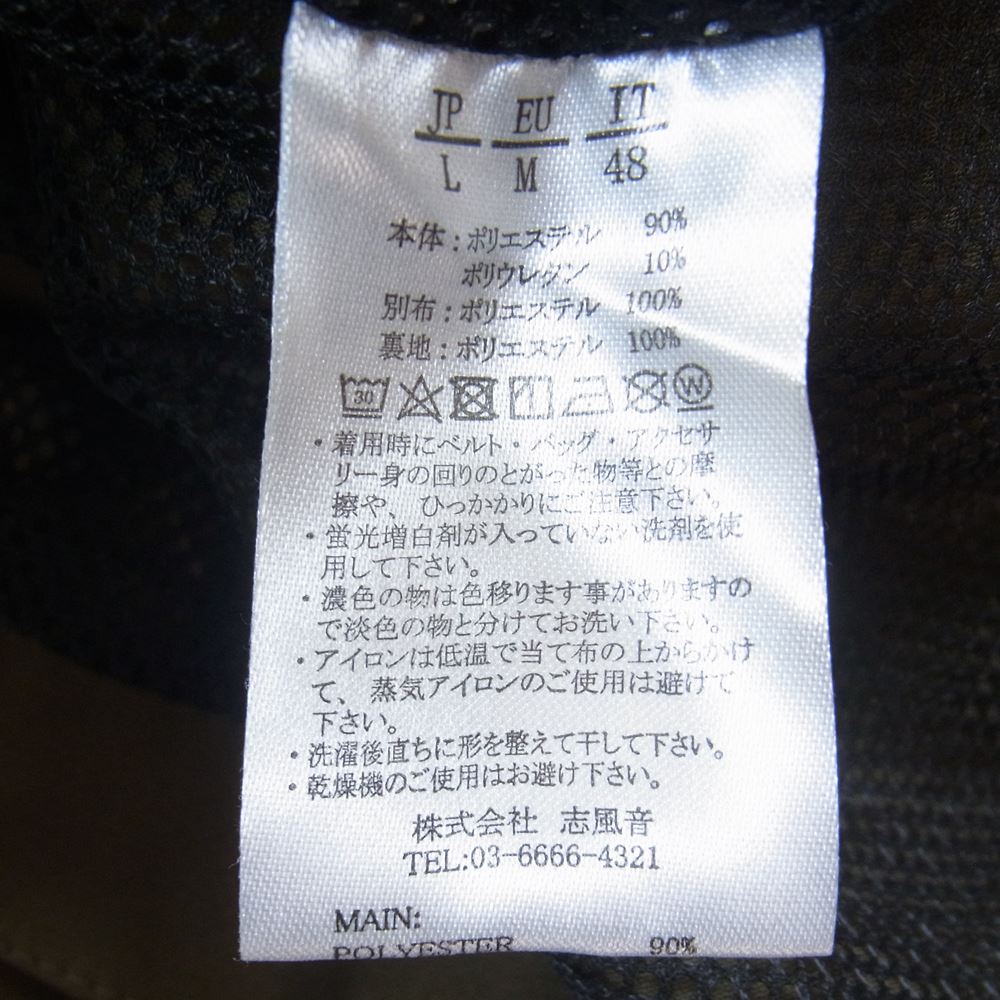 JP EU IT
L M 48
本体：ポリエステル 90%
ポリウレタン 10%
別布：ポリエステル 100%
裏地：ポリエステル 100%
30 W
・着用時にベルト・バッグ・アクセサ
リー身の回りのとがった物等との摩
擦や、ひっかかりにご注意下さい。
・蛍光増白剤が入っていない洗剤を使
用して下さい。
・濃色の物は色移ります事がありますの
で淡色の物と分けてお洗い下さい。
・アイロンは低温で当て布の上からかけ
て、蒸気アイロンのご使用は避けて
下さい。
・洗濯後直ちに形を整えて干して下さい。
・乾燥機のご使用はお避け下さい。
株式会社 志風音
TEL:03-6666-4321
MAIN:
POLYESTER 90%